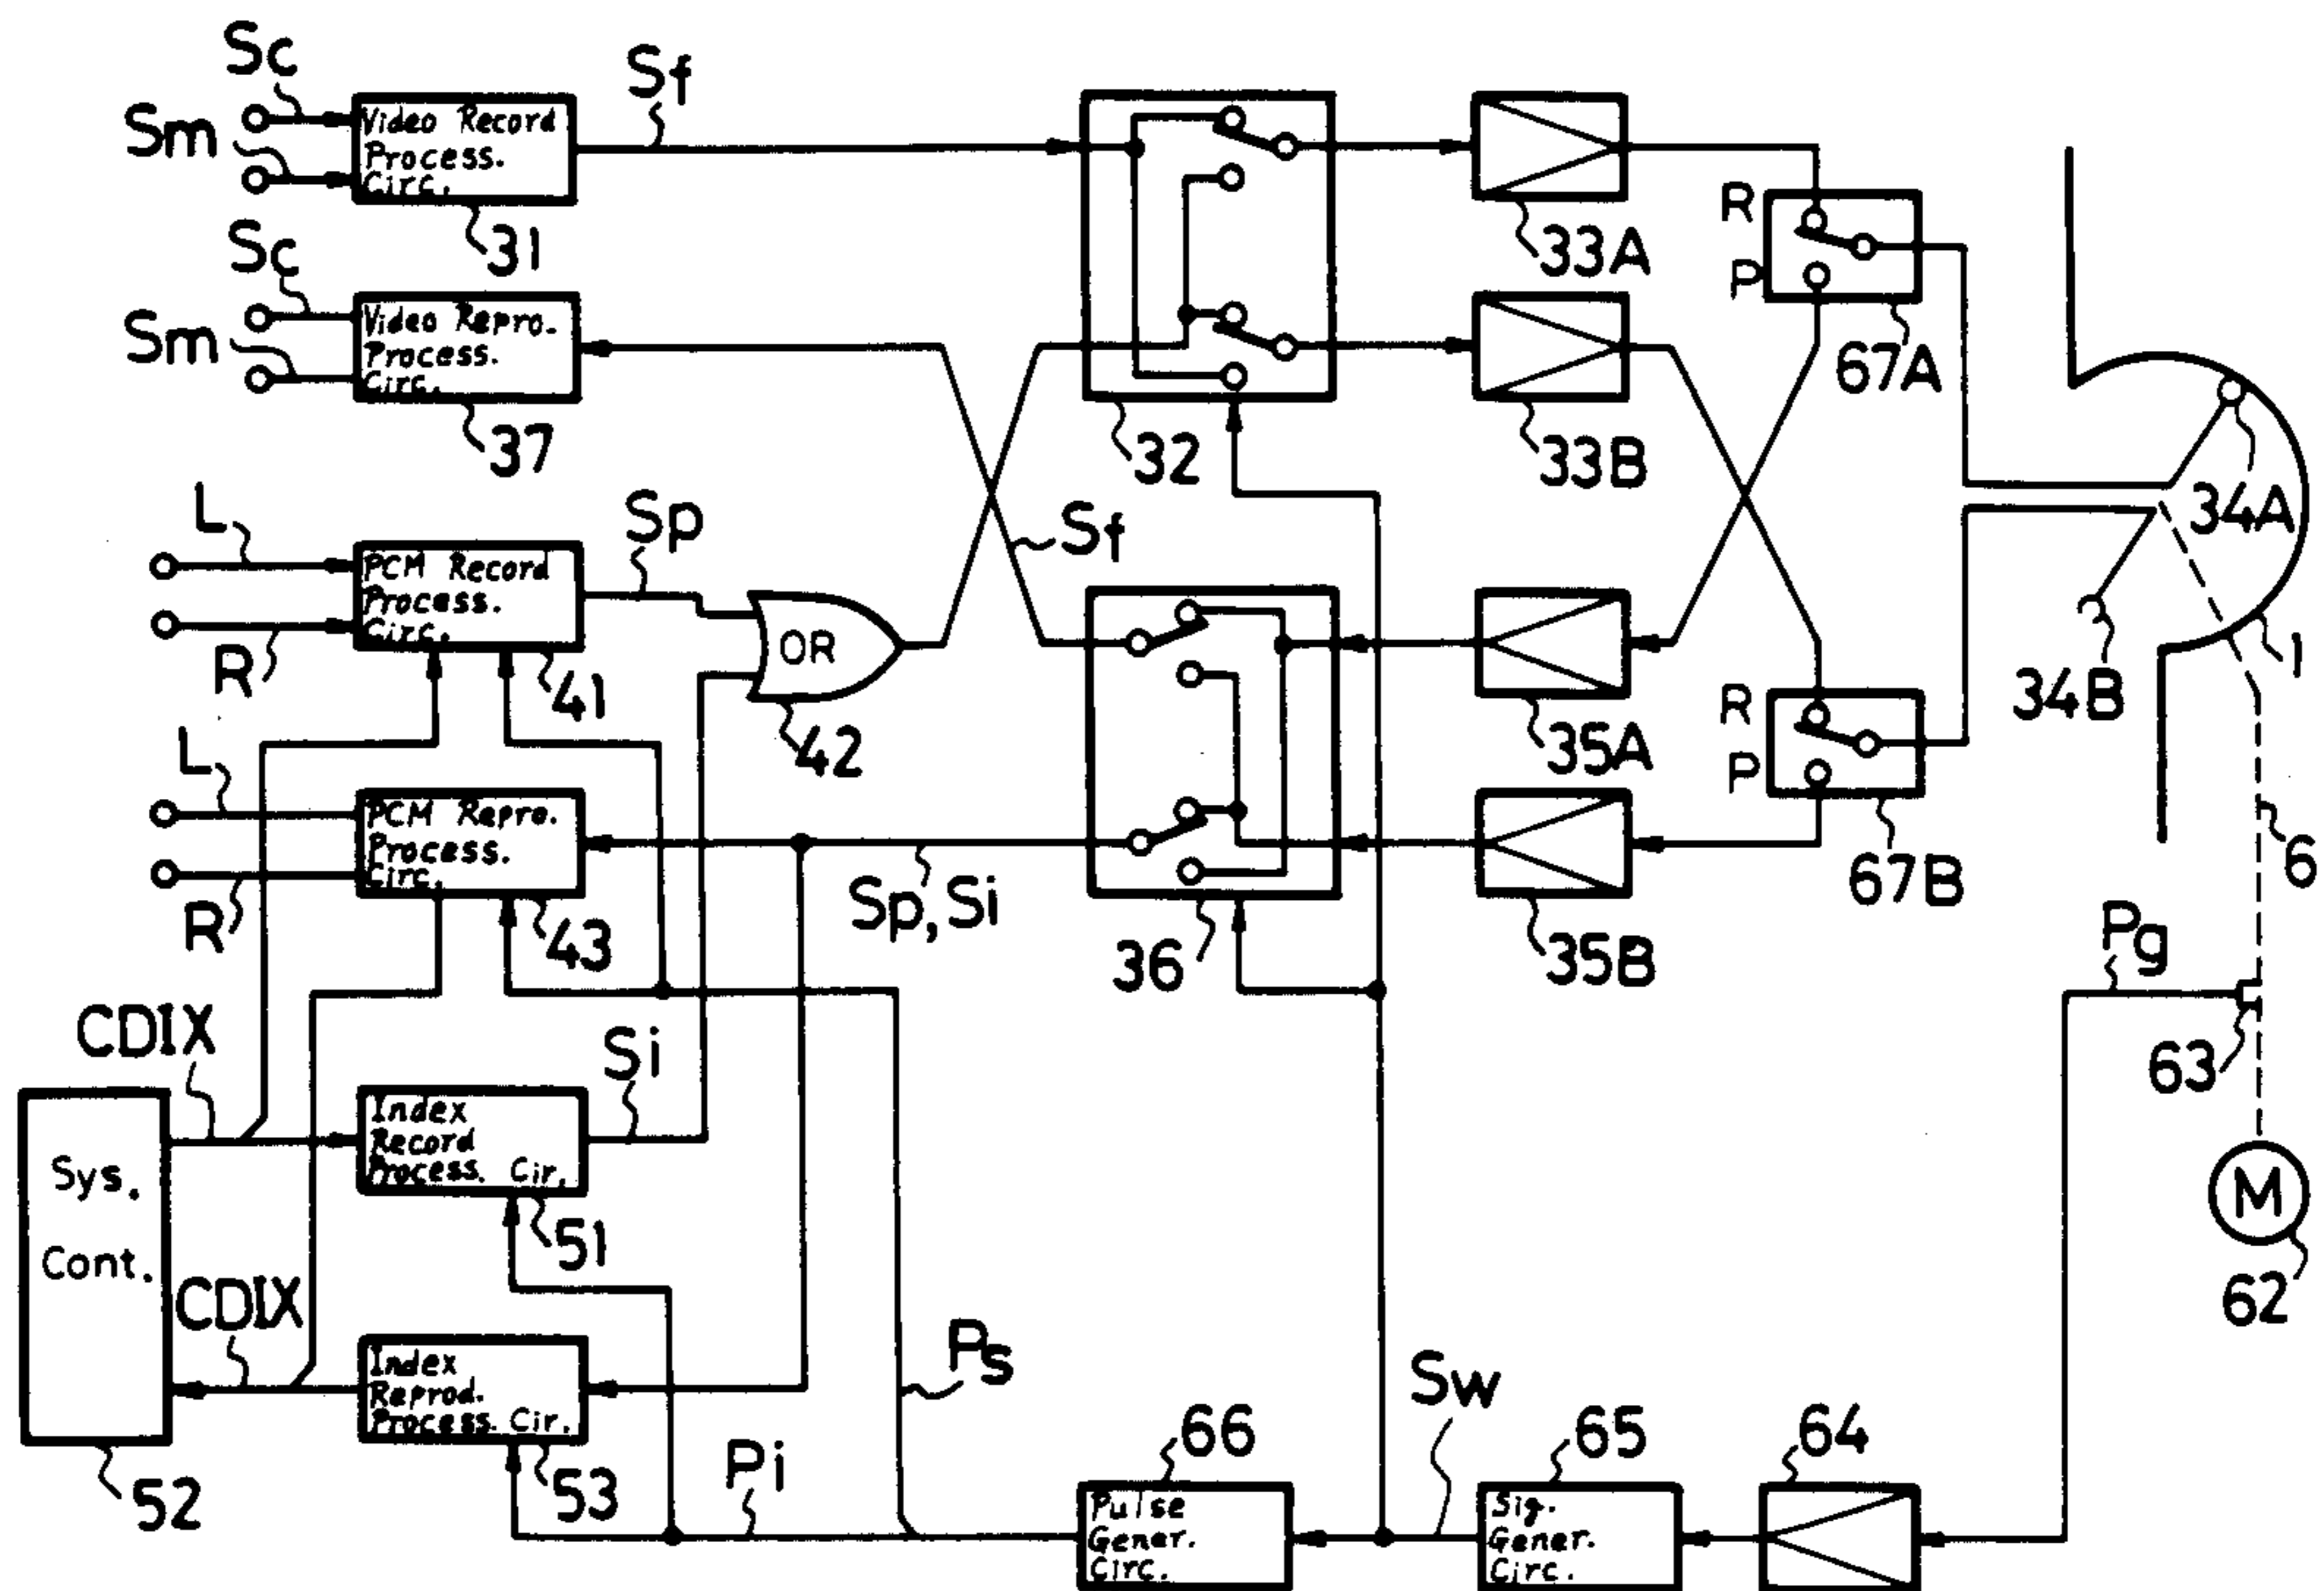 Sc
Sm
Video Record
Process.
Circ.
31
Sf
Sc
Sm
Video Repro.
Process.
Circ.
37
32
33A
33B
R
P
67A
34A
34B
1
L
R
PCM Record
Process.
Circ.
41
Sp
OR
42
Sf
L
R
PCM Repro.
Process.
Circ.
43
Sp, Si
36
35A
35B
R
P
67B
6
Pg
63
M
62
CDIX
Sys.
Cont.
52
CDIX
Index
Record
Process. Cir.
51
Si
Index
Reprod.
Process. Cir.
53
Pi
Ps
66
Pulse
Gener.
Circ.
Sw
65
Sig.
Gener.
Circ.
64